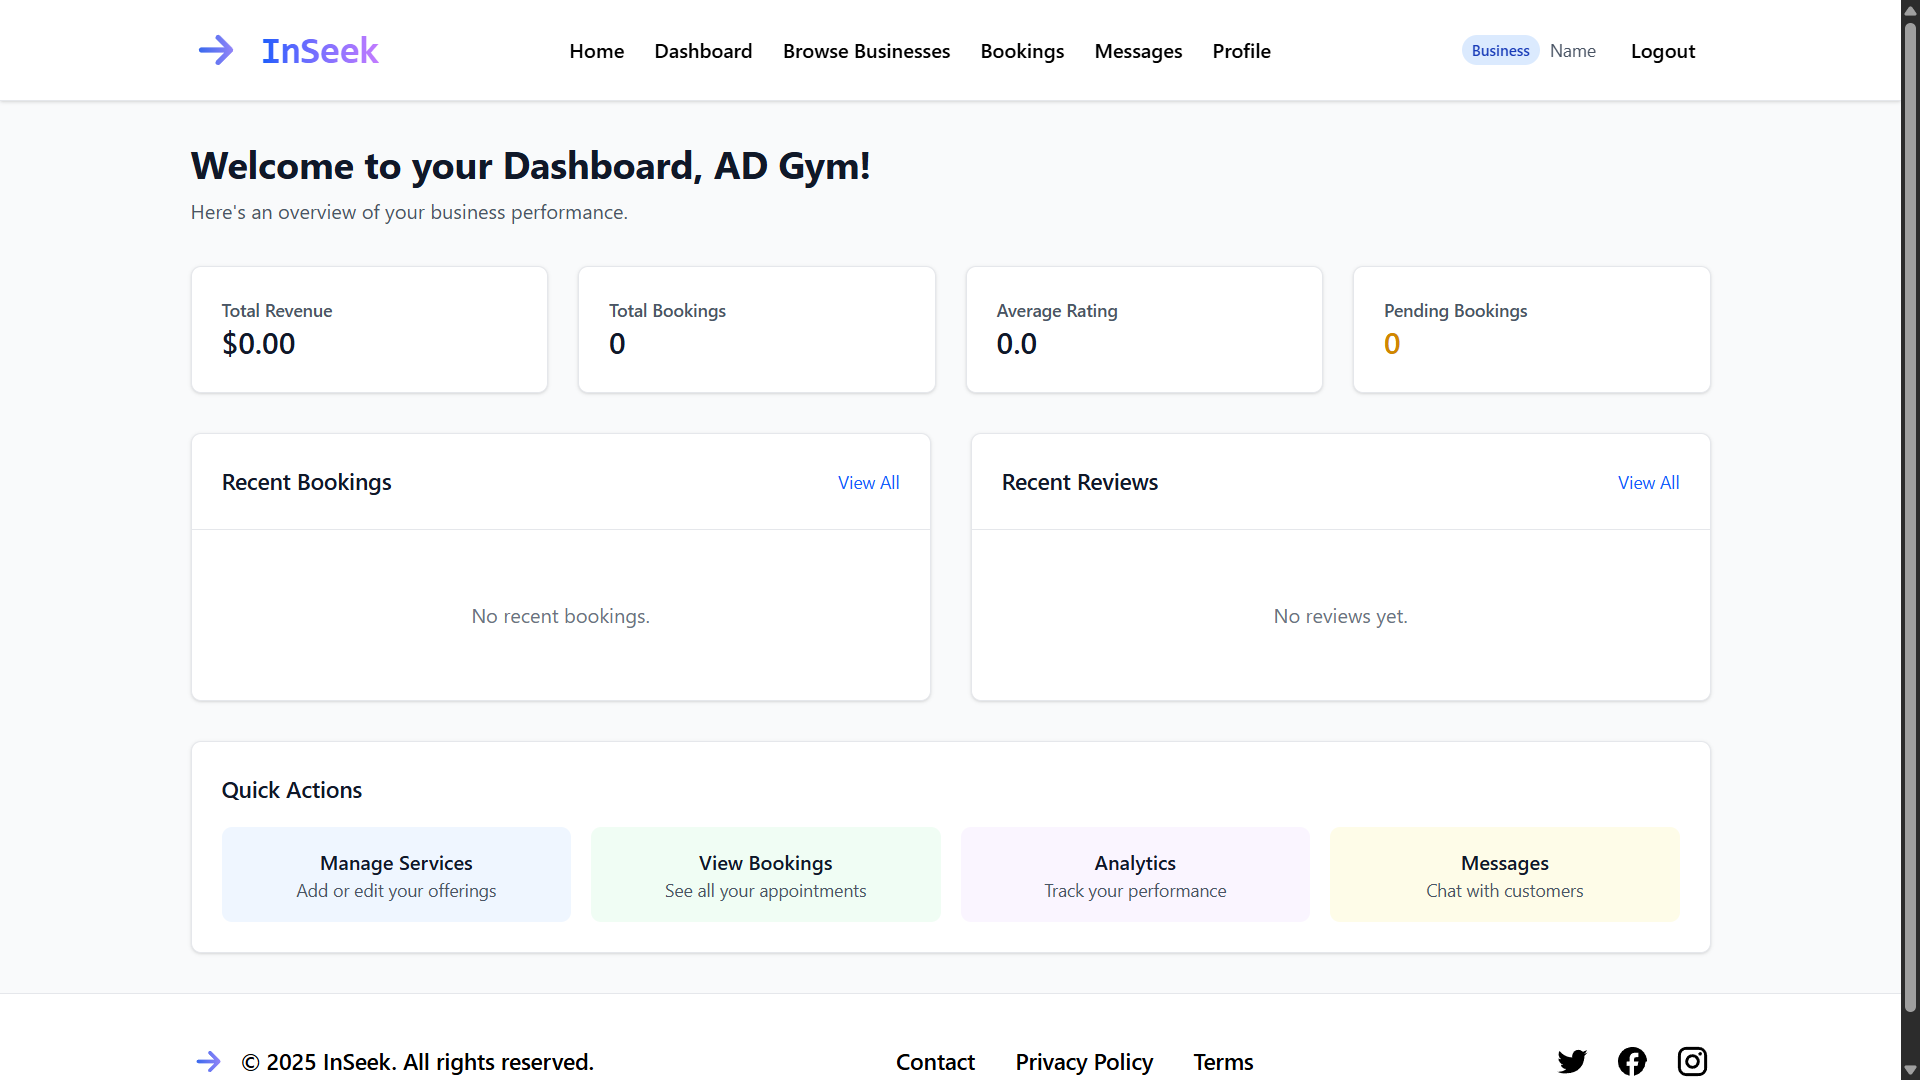 InSeek
Home Dashboard Browse Businesses Bookings Messages Profile
Business Name Logout
Welcome to your Dashboard, AD Gym!
Here's an overview of your business performance.
Total Revenue
$0.00
Total Bookings
0
Average Rating
0.0
Pending Bookings
0
Recent Bookings View All
No recent bookings.
Recent Reviews View All
No reviews yet.
Quick Actions
Manage Services
Add or edit your offerings
View Bookings
See all your appointments
Analytics
Track your performance
Messages
Chat with customers
© 2025 InSeek. All rights reserved.
Contact Privacy Policy Terms